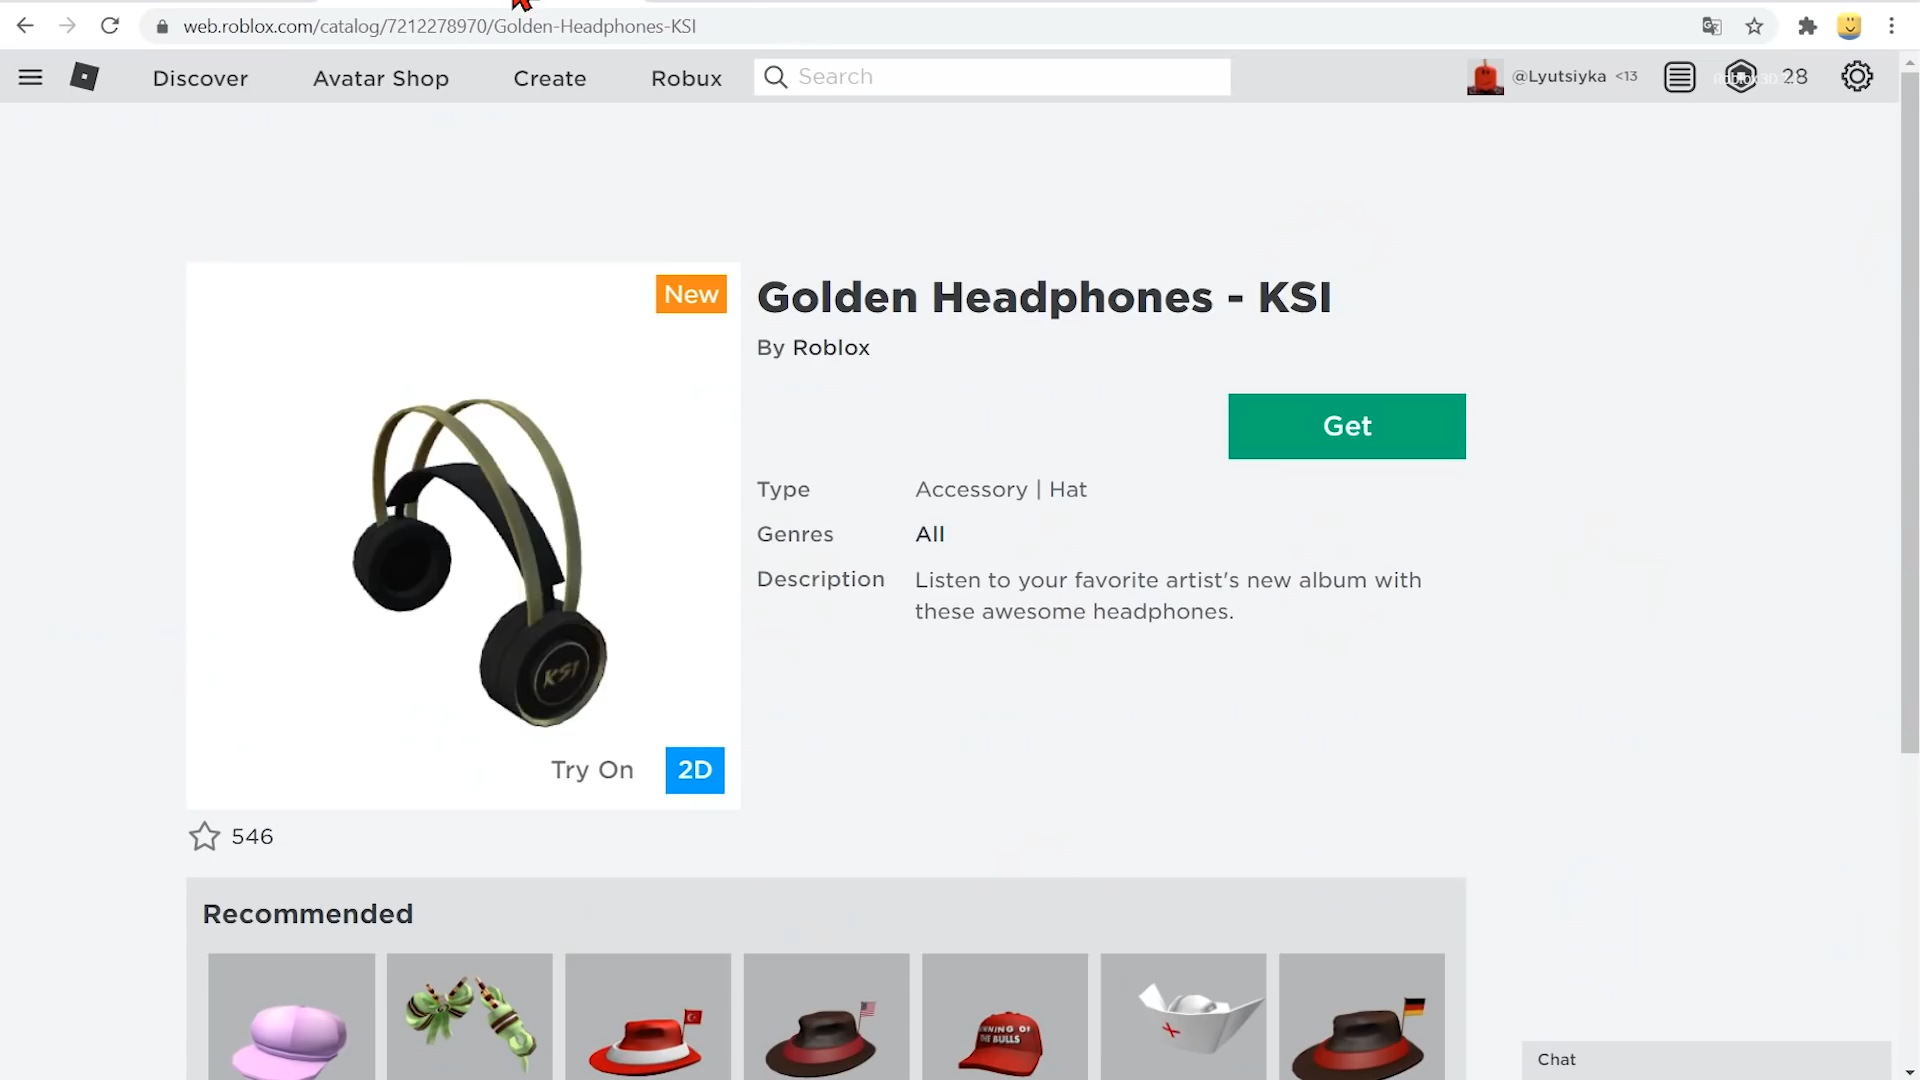 web.roblox.com/catalog/7212278970/Golden-Headphones-KSI
Discover
Avatar Shop
Create
Robux
Search
@Lyutsiyka <13
28
New
Golden Headphones - KSI
By Roblox
Get
Type
Accessory | Hat
Genres
All
Description
Listen to your favorite artist's new album with
these awesome headphones.
KSI
Try On
2D
546
Recommended
THE BULLS
Chat